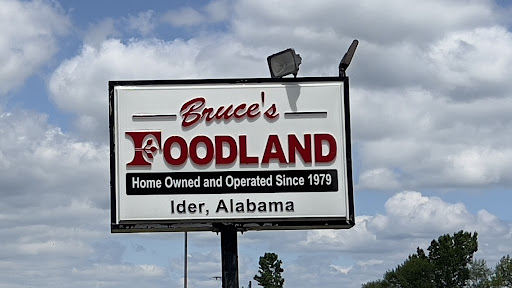 Bruce's
FOODLAND
Home Owned and Operated Since 1979
Ider, Alabama